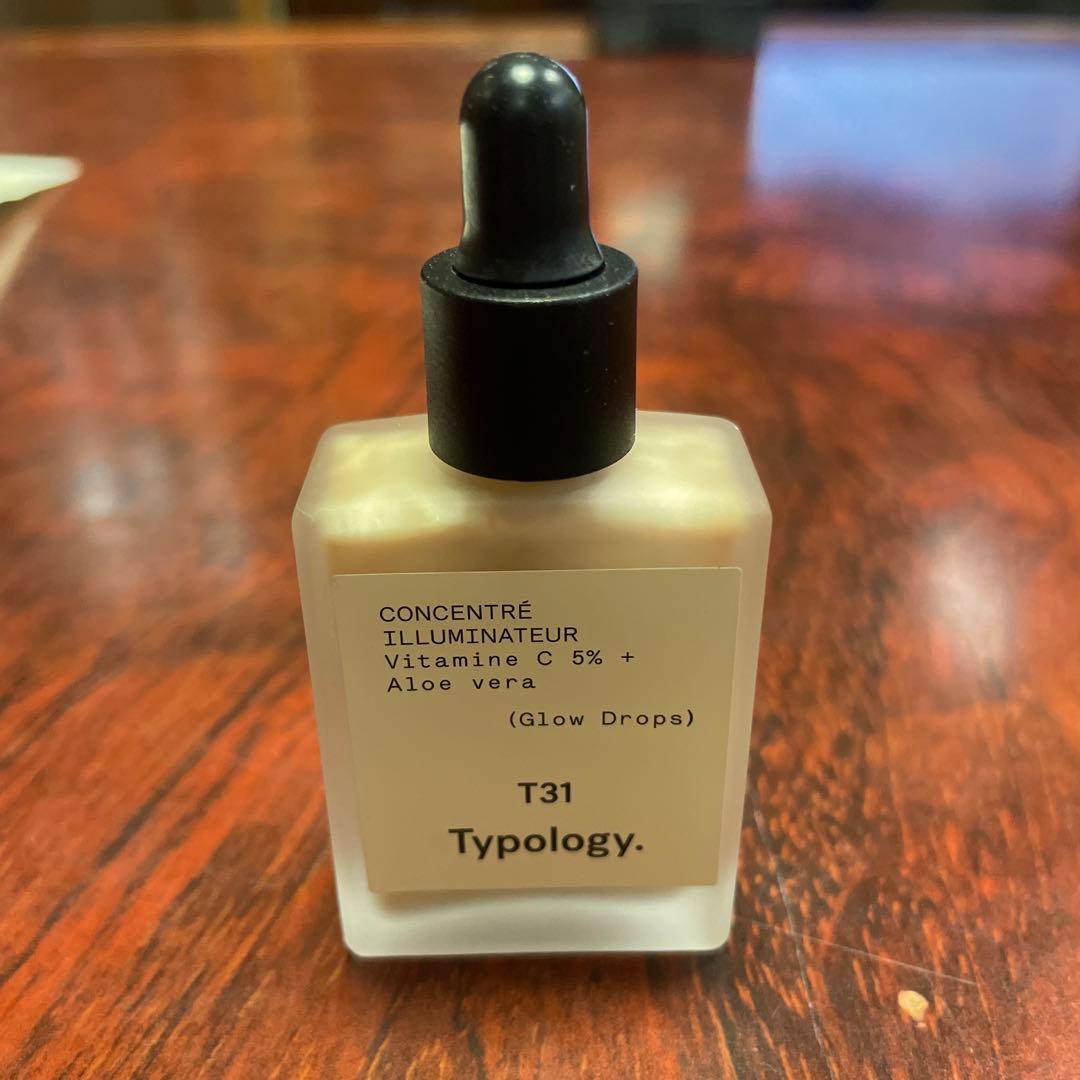 CONCENTRÉ
ILLUMINATEUR
Vitamine C 5% +
Aloe vera
(Glow Drops)
T31
Typology.